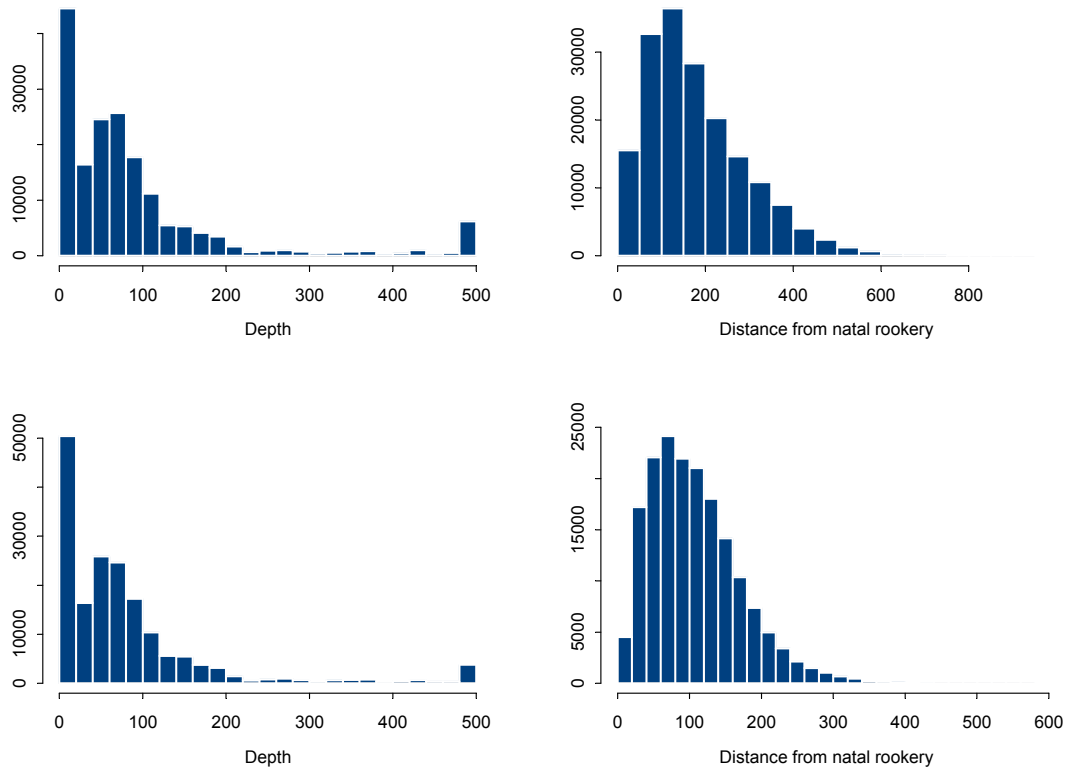 0 10000 30000
0 100 200 300 400 500
Depth
0 10000 20000 30000
0 200 400 600 800
Distance from natal rookery
0 10000 30000 50000
0 100 200 300 400 500
Depth
0 5000 15000 25000
0 100 200 300 400 500 600
Distance from natal rookery